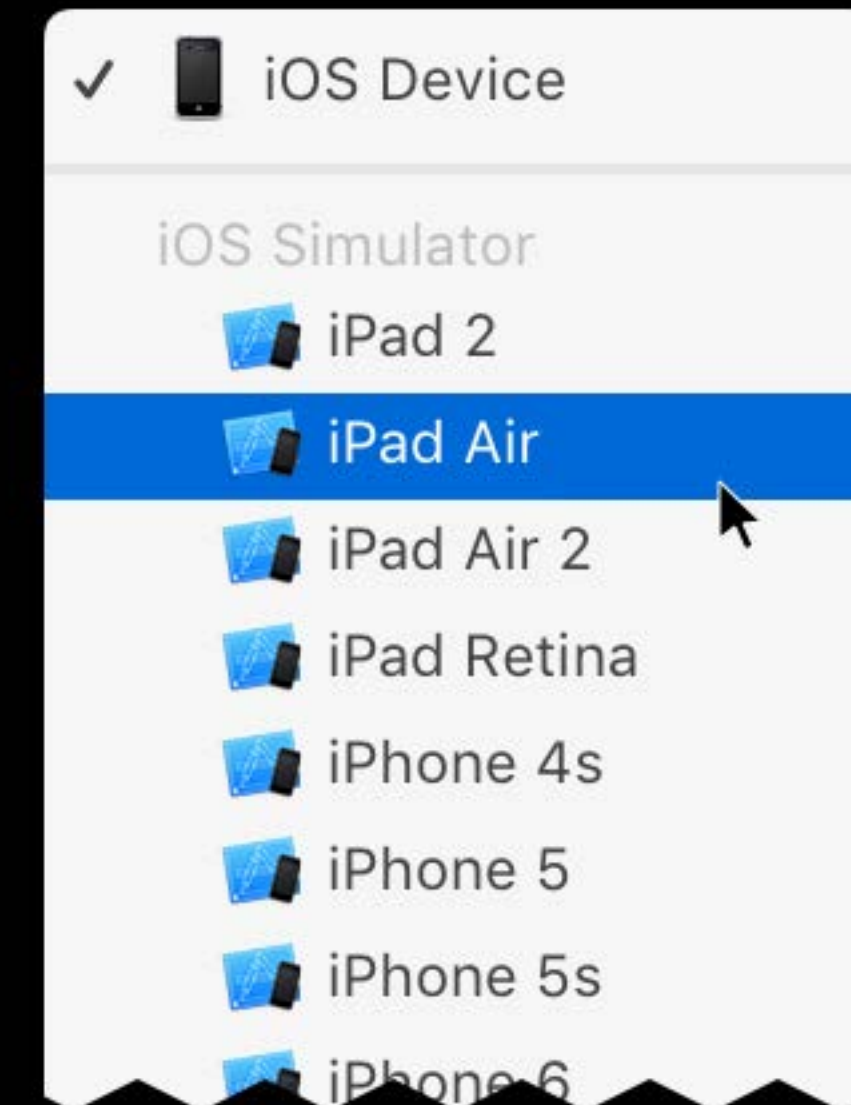 iOS Device
iOS Simulator
iPad 2
iPad Air
iPad Air 2
iPad Retina
iPhone 4s
iPhone 5
iPhone 5s
iPhone 6